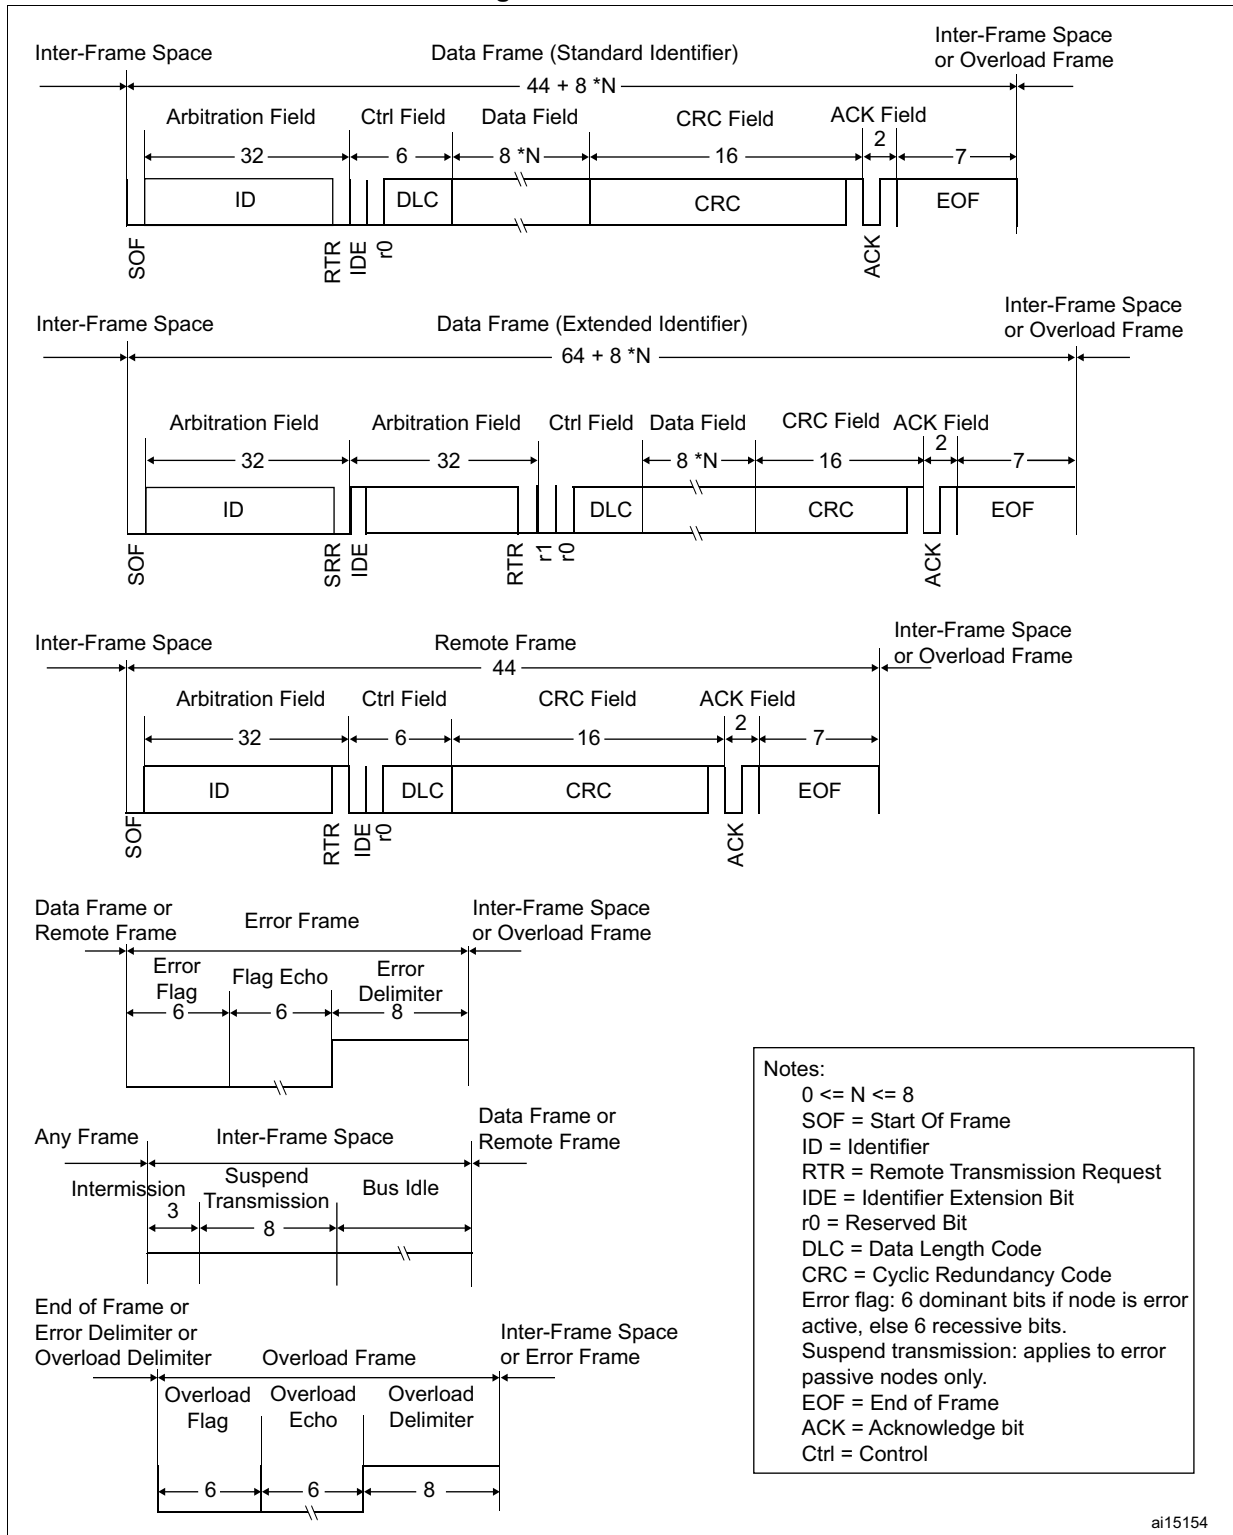 Inter-Frame Space
Data Frame (Standard Identifier)
Inter-Frame Space
or Overload Frame
44 + 8 *N
Arbitration Field
Ctrl Field
Data Field
CRC Field
ACK Field
32
6
8 *N
16
2
7
ID
DLC
CRC
EOF
SOF
RTR
IDE
r0
ACK
Inter-Frame Space
Data Frame (Extended Identifier)
Inter-Frame Space
or Overload Frame
64 + 8 *N
Arbitration Field
Arbitration Field
Ctrl Field
Data Field
CRC Field
ACK Field
32
32
8 *N
16
2
7
ID
DLC
CRC
EOF
SOF
SRR
IDE
RTR
r1
r0
ACK
Inter-Frame Space
Remote Frame
Inter-Frame Space
or Overload Frame
44
Arbitration Field
Ctrl Field
CRC Field
ACK Field
32
6
16
2
7
ID
DLC
CRC
EOF
SOF
RTR
IDE
r0
ACK
Data Frame or
Remote Frame
Error Frame
Inter-Frame Space
or Overload Frame
Error
Flag
Flag Echo
Error
Delimiter
6
6
8
Any Frame
Inter-Frame Space
Data Frame or
Remote Frame
Intermission
Suspend
Transmission
Bus Idle
3
8
End of Frame or
Error Delimiter or
Overload Delimiter
Overload Frame
Inter-Frame Space
or Error Frame
Overload
Flag
Overload
Echo
Overload
Delimiter
6
6
8
Notes:
0 <= N <= 8
SOF = Start Of Frame
ID = Identifier
RTR = Remote Transmission Request
IDE = Identifier Extension Bit
r0 = Reserved Bit
DLC = Data Length Code
CRC = Cyclic Redundancy Code
Error flag: 6 dominant bits if node is error
active, else 6 recessive bits.
Suspend transmission: applies to error
passive nodes only.
EOF = End of Frame
ACK = Acknowledge bit
Ctrl = Control
ai15154